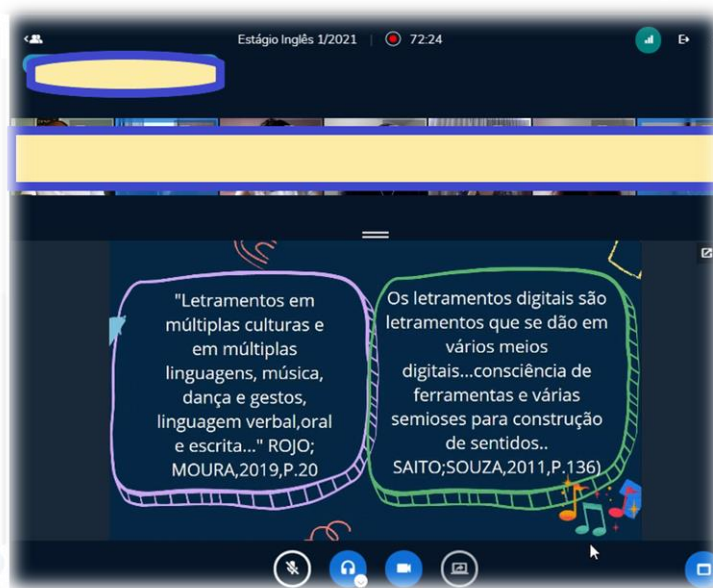 Estágio Inglês 1/2021
72:24
"Letramentos em
múltiplas culturas e
em múltiplas
linguagens, música,
dança e gestos,
linguagem verbal,oral
e escrita..." ROJO;
MOURA,2019,P.20
Os letramentos digitais são
letramentos que se dão em
vários meios
digitais...consciência de
ferramentas e várias
semioses para construção
de sentidos..
SAITO;SOUZA,2011,P.136)